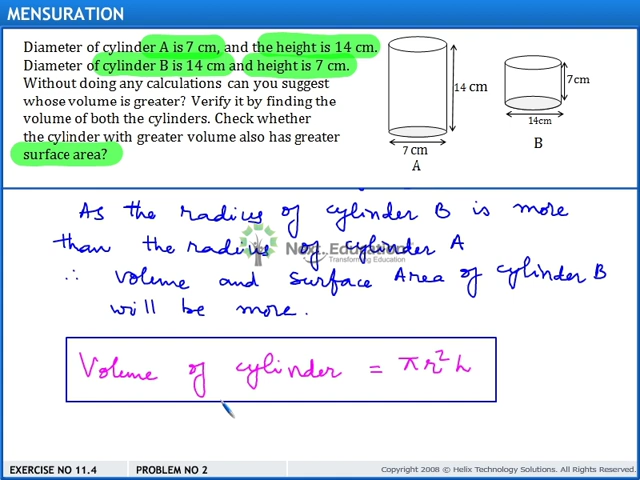 MENSURATION
Diameter of cylinder A is 7 cm, and the height is 14 cm.
Diameter of cylinder B is 14 cm and height is 7 cm.
Without doing any calculations can you suggest
whose volume is greater? Verify it by finding the
volume of both the cylinders. Check whether
the cylinder with greater volume also has greater
surface area?
14 cm
7 cm
A
7cm
14cm
B
As the radius of cylinder B is more
than the radius of cylinder A
∴ Volume and surface Area of cylinder B
will be more.
Next Education
Transforming Education
Volume of cylinder = πr²h
EXERCISE NO 11.4
PROBLEM NO 2
Copyright 2008 © Helix Technology Solutions. All Rights Reserved.